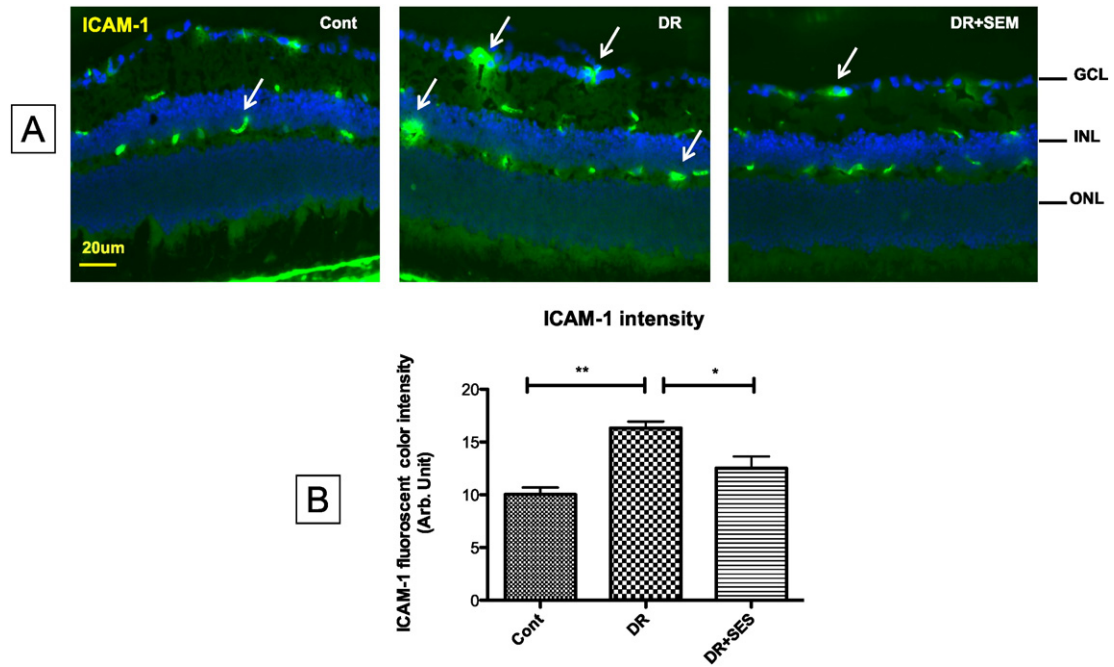 A
ICAM-1
Cont
20um
DR
DR+SEM
GCL
INL
ONL
ICAM-1 intensity
B
ICAM-1 fluoroscent color intensity
(Arb. Unit)
20
15
10
5
0
**
*
Cont
DR
DR+SES